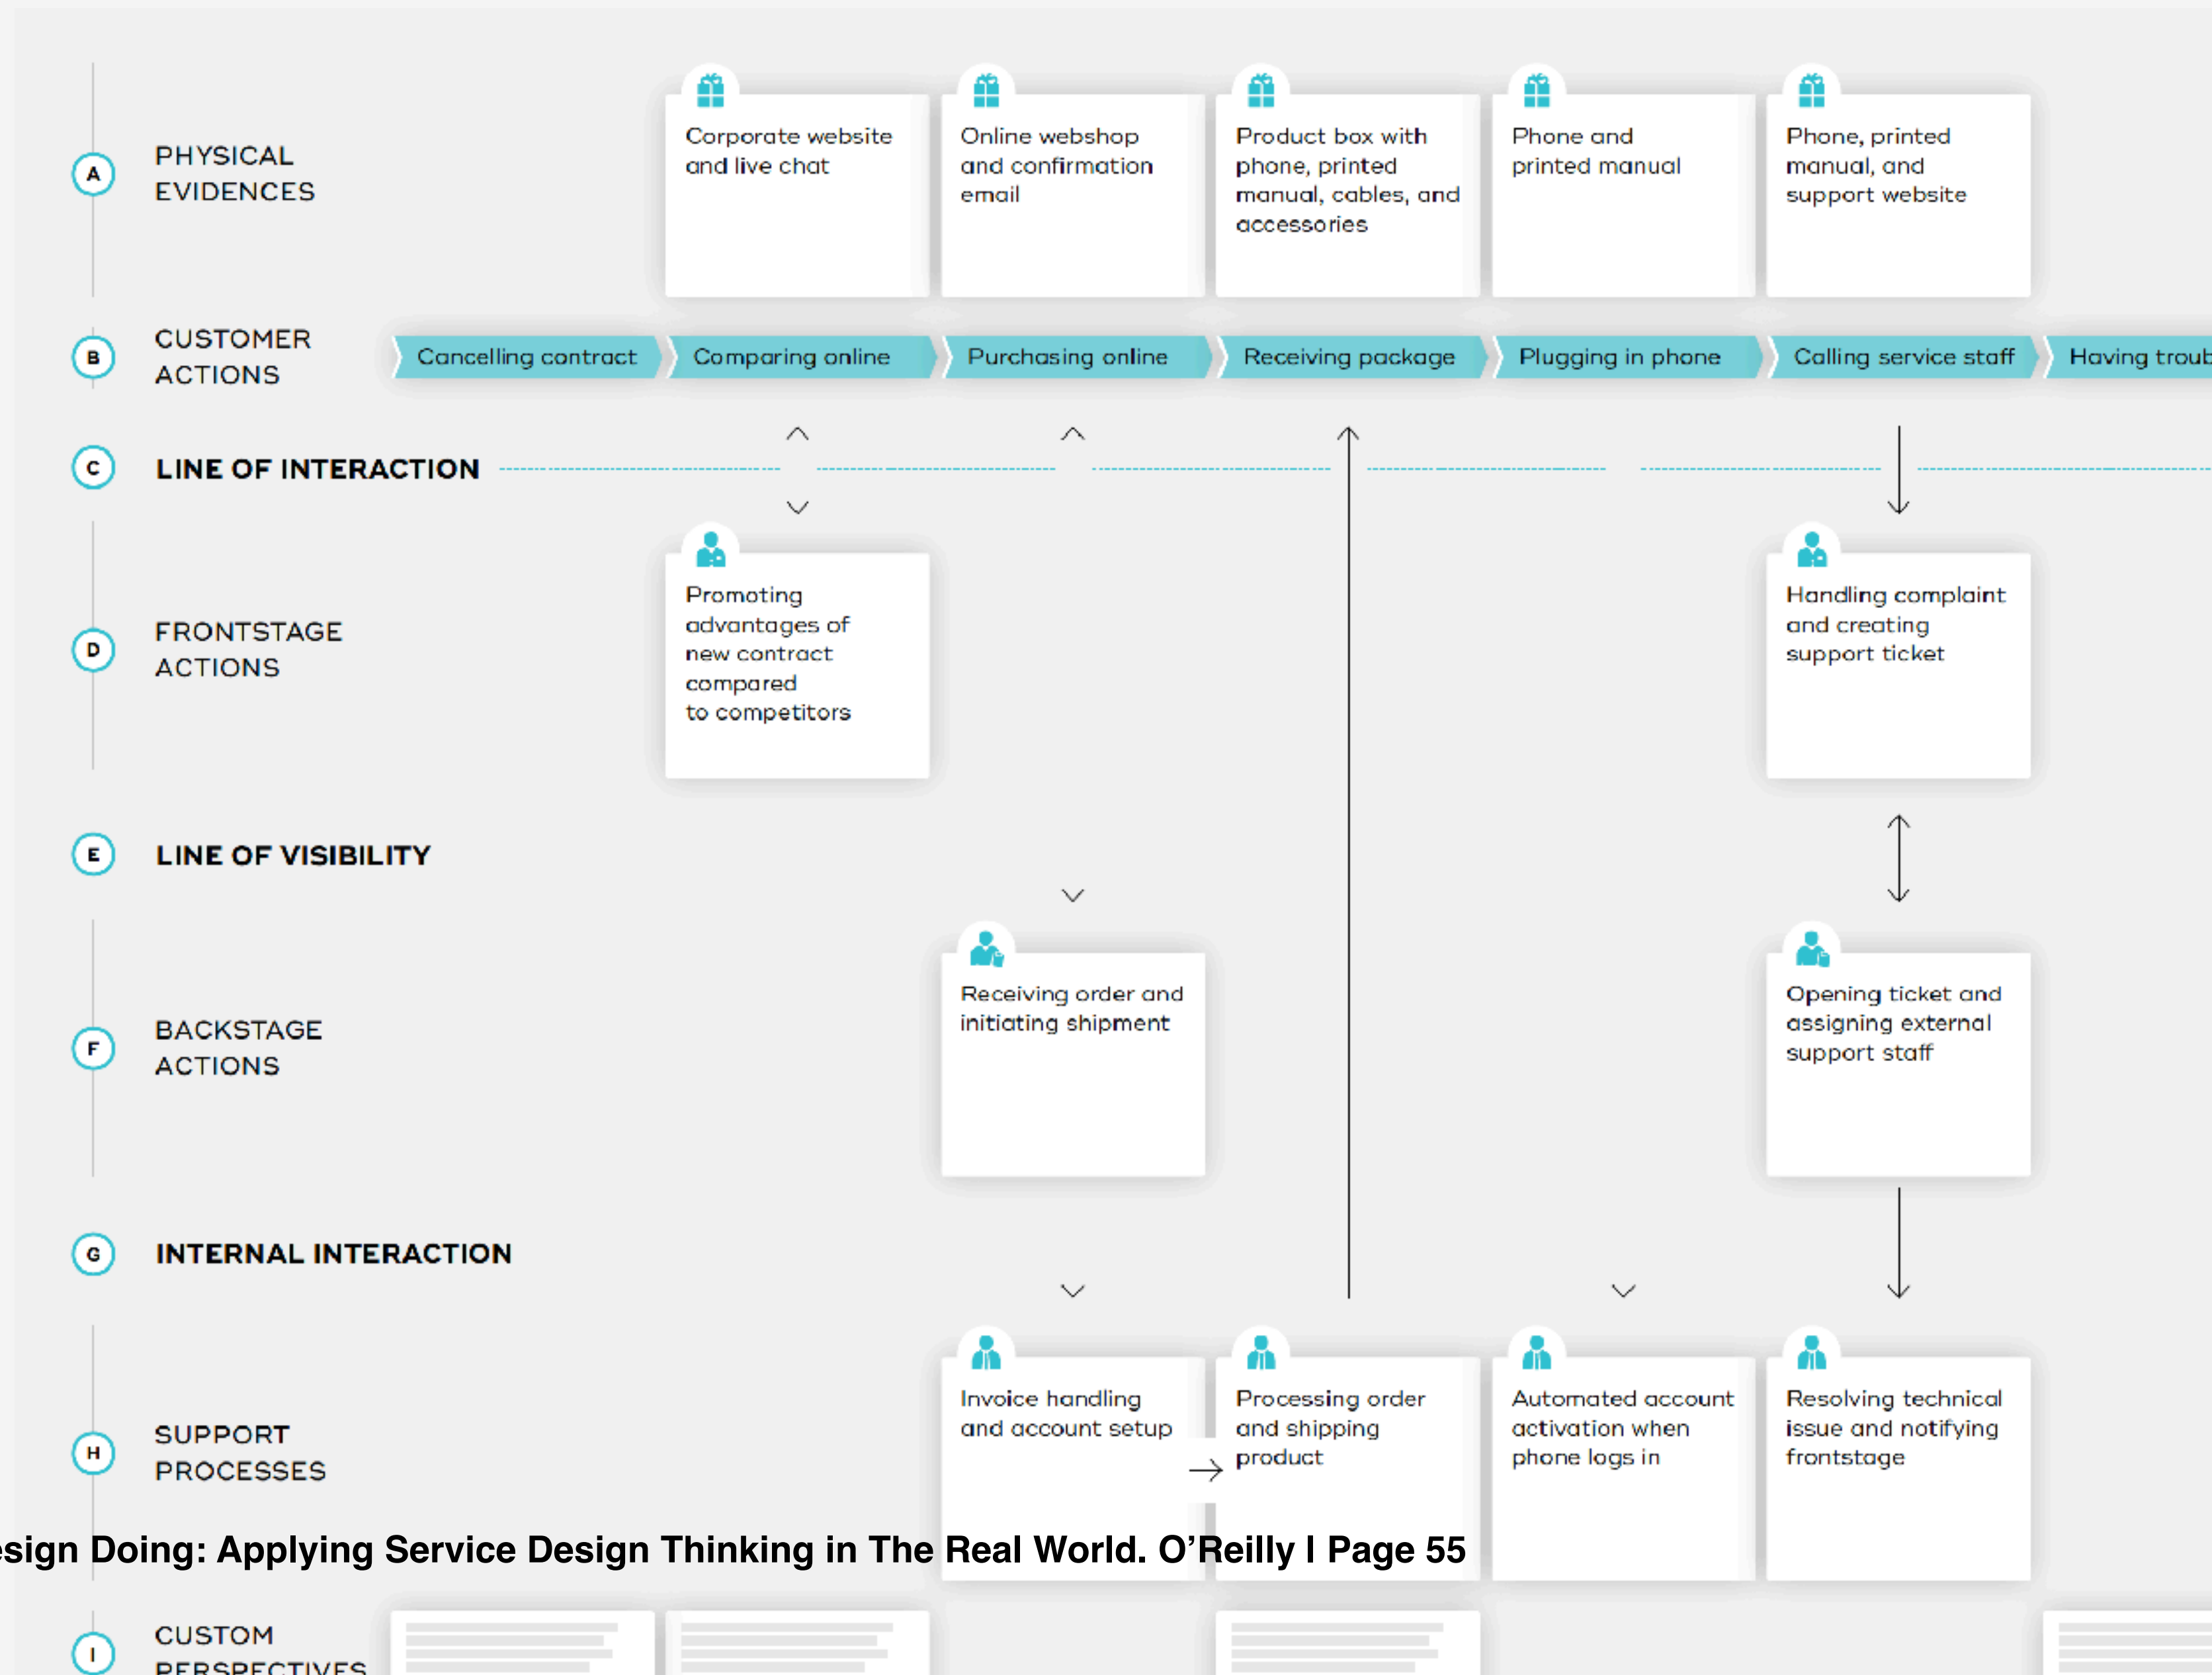 A
PHYSICAL
EVIDENCES
Corporate website
and live chat
Online webshop
and confirmation
email
Product box with
phone, printed
manual, cables, and
accessories
Phone and
printed manual
Phone, printed
manual, and
support website
B
CUSTOMER
ACTIONS
Cancelling contract
Comparing online
Purchasing online
Receiving package
Plugging in phone
Calling service staff
Having troub
C
LINE OF INTERACTION
D
FRONTSTAGE
ACTIONS
Promoting
advantages of
new contract
compared
to competitors
Handling complaint
and creating
support ticket
E
LINE OF VISIBILITY
F
BACKSTAGE
ACTIONS
Receiving order and
initiating shipment
Opening ticket and
assigning external
support staff
G
INTERNAL INTERACTION
H
SUPPORT
PROCESSES
Invoice handling
and account setup
Processing order
and shipping
product
Automated account
activation when
phone logs in
Resolving technical
issue and notifying
frontstage
esign Doing: Applying Service Design Thinking in The Real World. O’Reilly I Page 55
I
CUSTOM
PERSPECTIVES